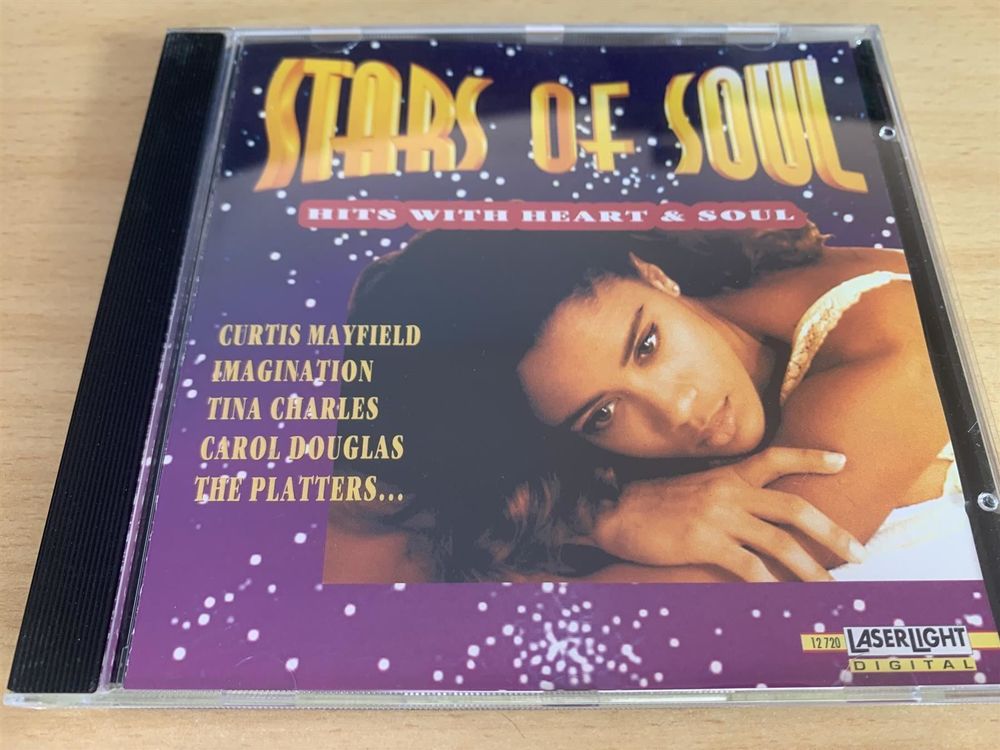 STARS OF SOUL
HITS WITH HEART & SOUL
CURTIS MAYFIELD
IMAGINATION
TINA CHARLES
CAROL DOUGLAS
THE PLATTERS...
12 720
LASERLIGHT
DIGITAL